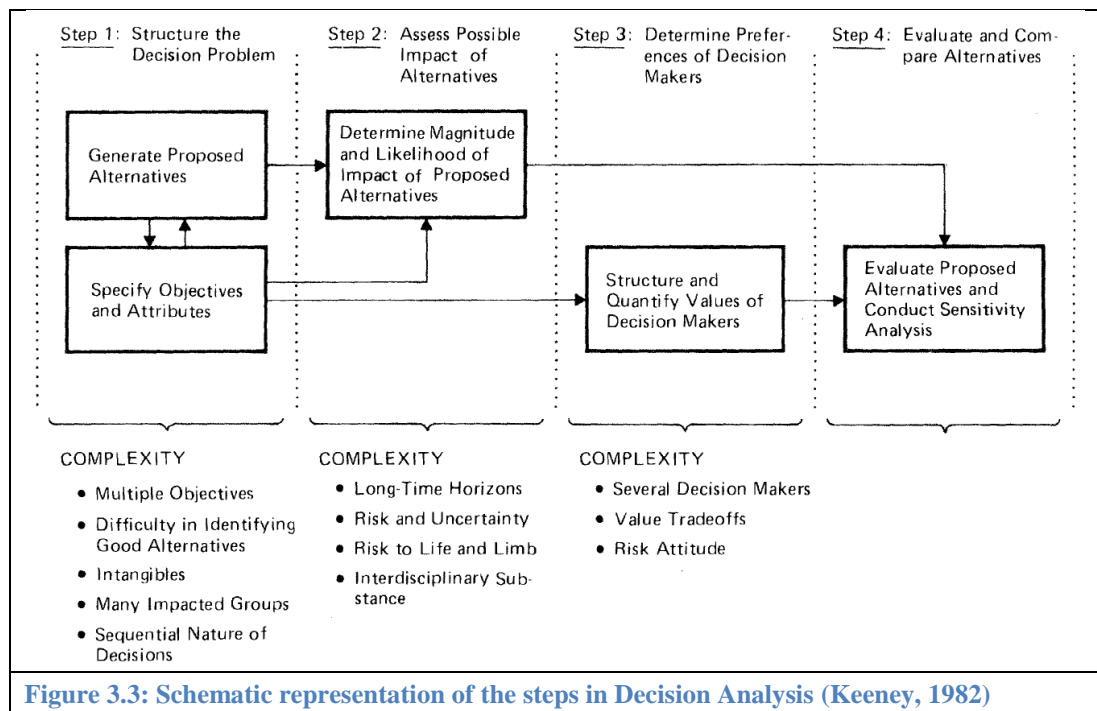 Step 1: Structure the
Decision Problem
Step 2: Assess Possible
Impact of
Alternatives
Step 3: Determine Prefer-
ences of Decision
Makers
Step 4: Evaluate and Com-
pare Alternatives
Generate Proposed
Alternatives
Determine Magnitude
and Likelihood of
Impact of Proposed
Alternatives
Specify Objectives
and Attributes
Structure and
Quantify Values of
Decision Makers
Evaluate Proposed
Alternatives and
Conduct Sensitivity
Analysis
COMPLEXITY
• Multiple Objectives
• Difficulty in Identifying
Good Alternatives
• Intangibles
• Many Impacted Groups
• Sequential Nature of
Decisions
COMPLEXITY
• Long-Time Horizons
• Risk and Uncertainty
• Risk to Life and Limb
• Interdisciplinary Sub-
stance
COMPLEXITY
• Several Decision Makers
• Value Tradeoffs
• Risk Attitude
Figure 3.3: Schematic representation of the steps in Decision Analysis (Keeney, 1982)